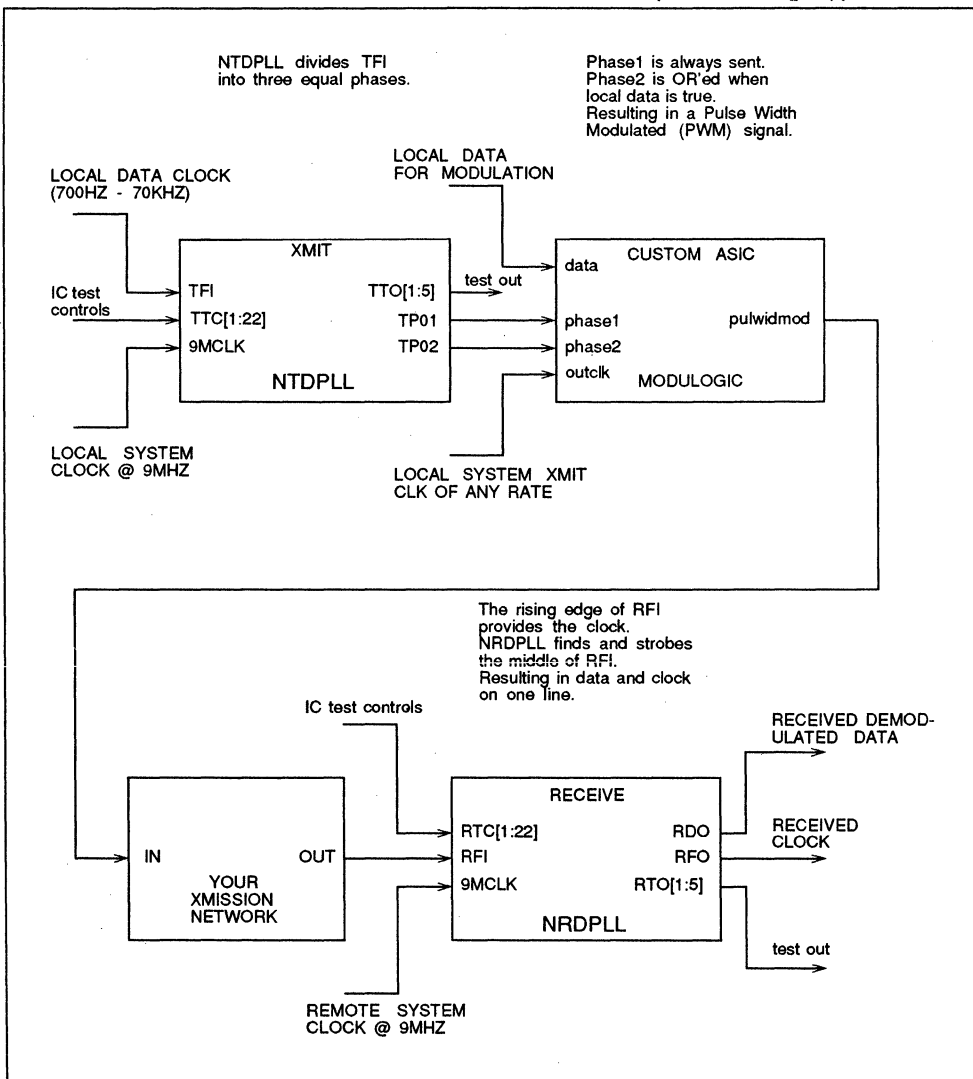 NTDPLL divides TFI
into three equal phases.
Phase1 is always sent.
Phase2 is OR'ed when
local data is true.
Resulting in a Pulse Width
Modulated (PWM) signal.
LOCAL DATA CLOCK
(700HZ - 70KHZ)
LOCAL DATA
FOR MODULATION
XMIT
IC test
controls
TFI
TTC[1:22]
9MCLK
TTO[1:5]
TP01
TP02
NTDPLL
test out
CUSTOM ASIC
data
phase1
phase2
outclk
pulwidmod
MODULOGIC
LOCAL SYSTEM
CLOCK @ 9MHZ
LOCAL SYSTEM XMIT
CLK OF ANY RATE
The rising edge of RFI
provides the clock.
NRDPLL finds and strobes
the middle of RFI.
Resulting in data and clock
on one line.
IC test controls
RECEIVED DEMOD-
ULATED DATA
IN
OUT
YOUR
XMISSION
NETWORK
RECEIVE
RTC[1:22]
RFI
9MCLK
RDO
RFO
RTO[1:5]
NRDPLL
RECEIVED
CLOCK
test out
REMOTE SYSTEM
CLOCK @ 9MHZ